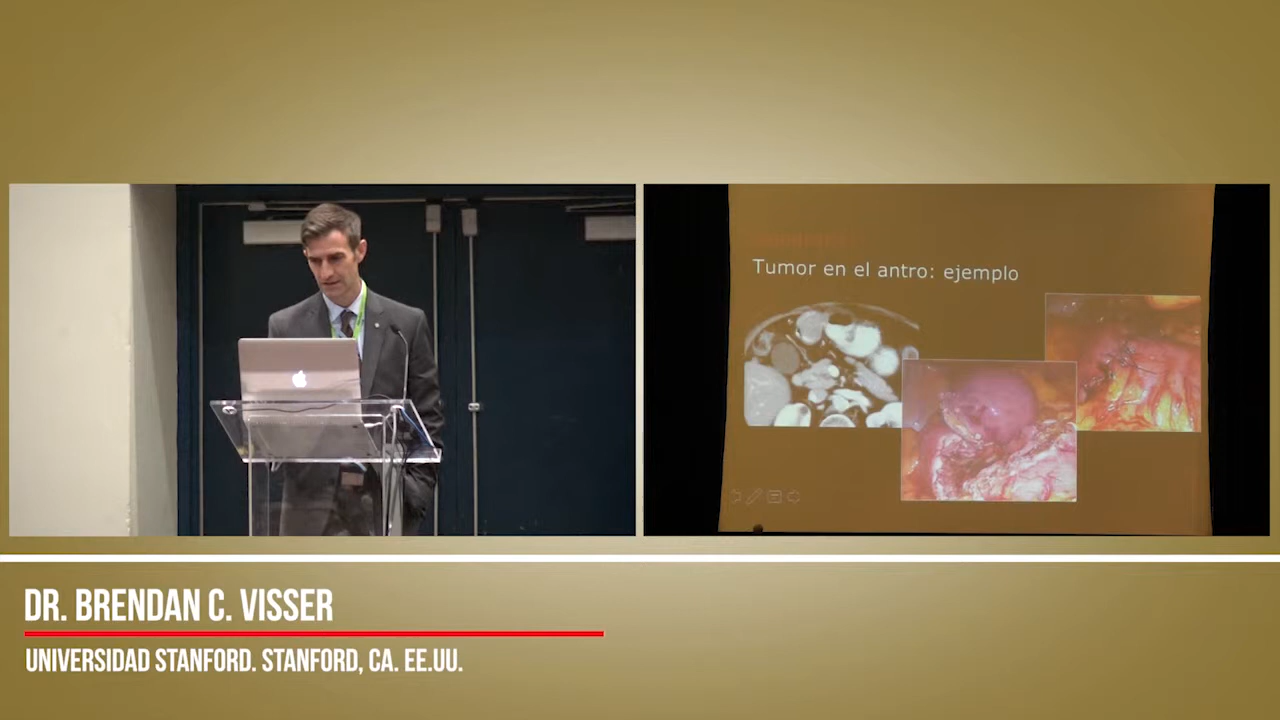 Tumor en el antro: ejemplo
DR. BRENDAN C. VISSER
UNIVERSIDAD STANFORD. STANFORD, CA. EE.UU.